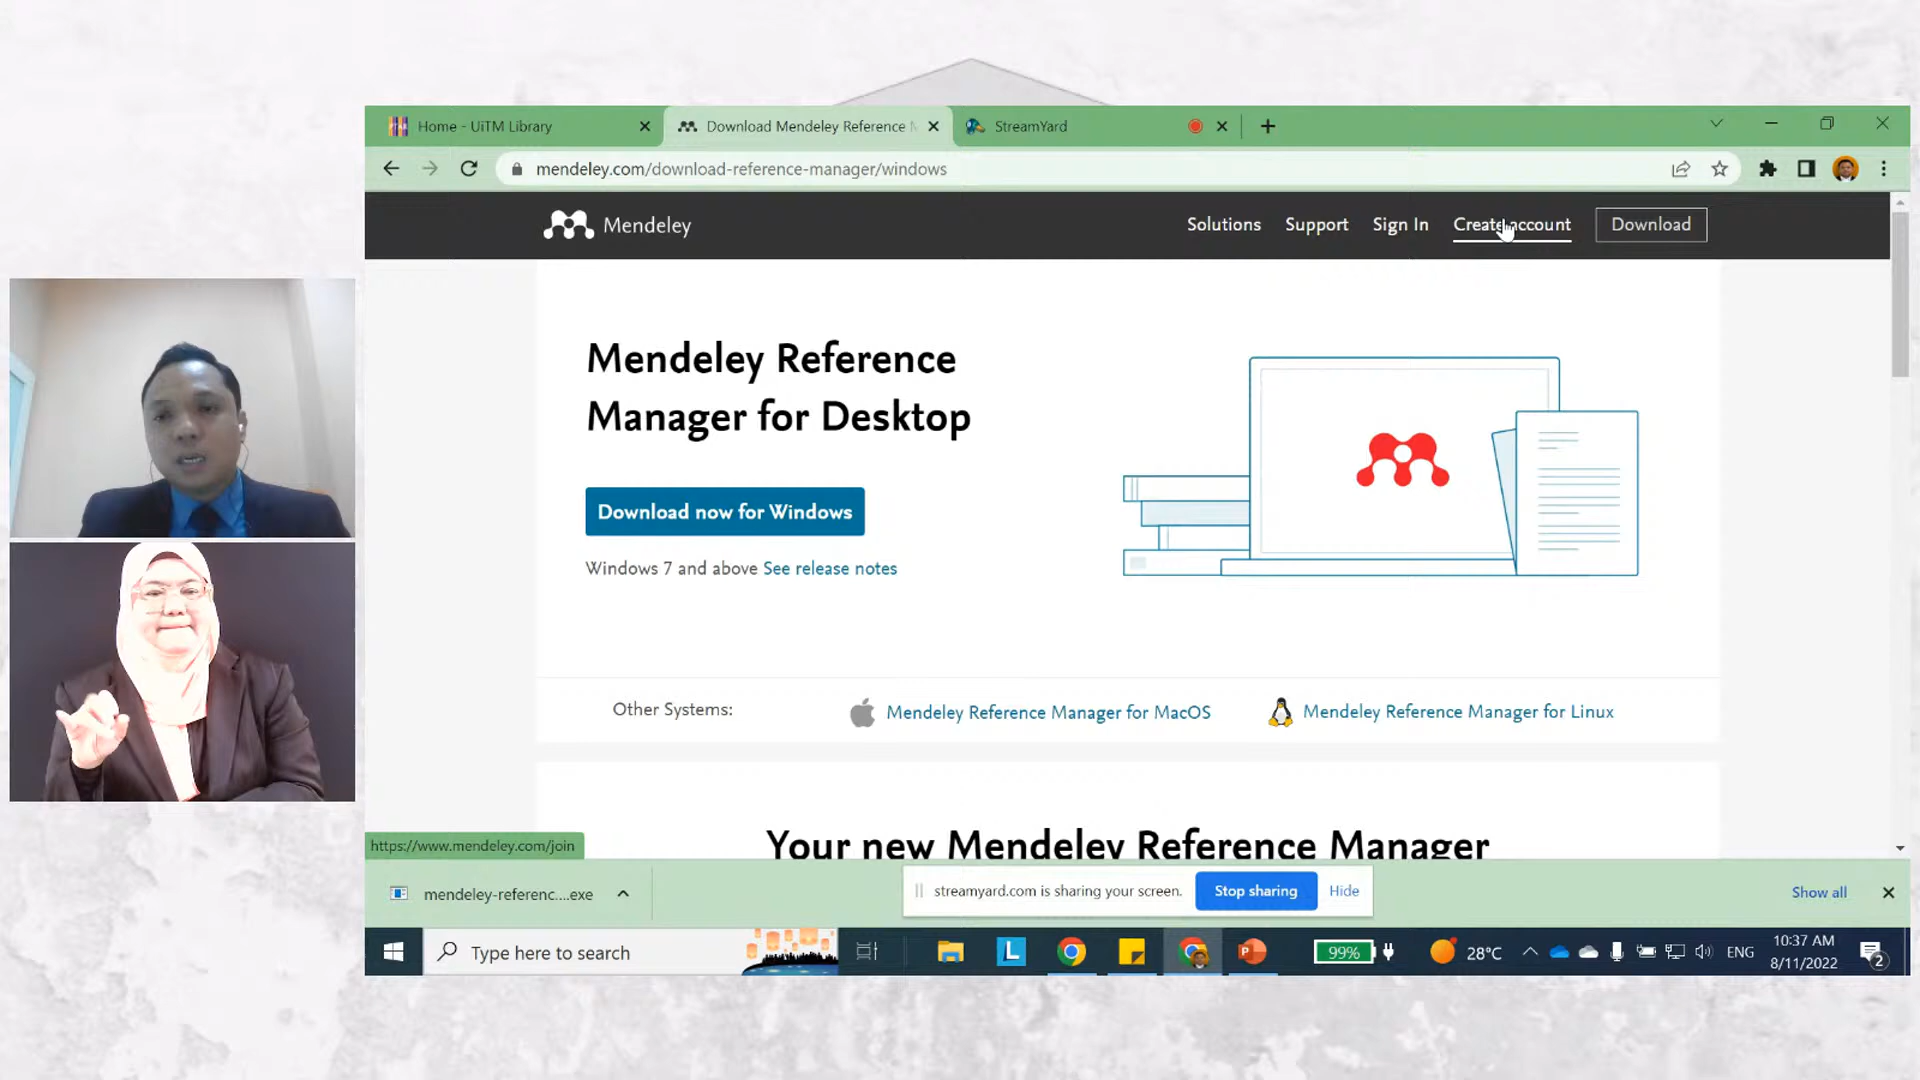 Home - UiTM Library
Download Mendeley Reference
StreamYard
mendeley.com/download-reference-manager/windows
Mendeley
Solutions
Support
Sign In
Create account
Download
Mendeley Reference
Manager for Desktop
Download now for Windows
Windows 7 and above See release notes
Other Systems:
Mendeley Reference Manager for MacOS
Mendeley Reference Manager for Linux
Your new Mendeley Reference Manager
https://www.mendeley.com/join
mendeley-referenc....exe
streamyard.com is sharing your screen.
Stop sharing
Hide
Show all
Type here to search
L
99%
28°C
ENG
10:37 AM
8/11/2022
2